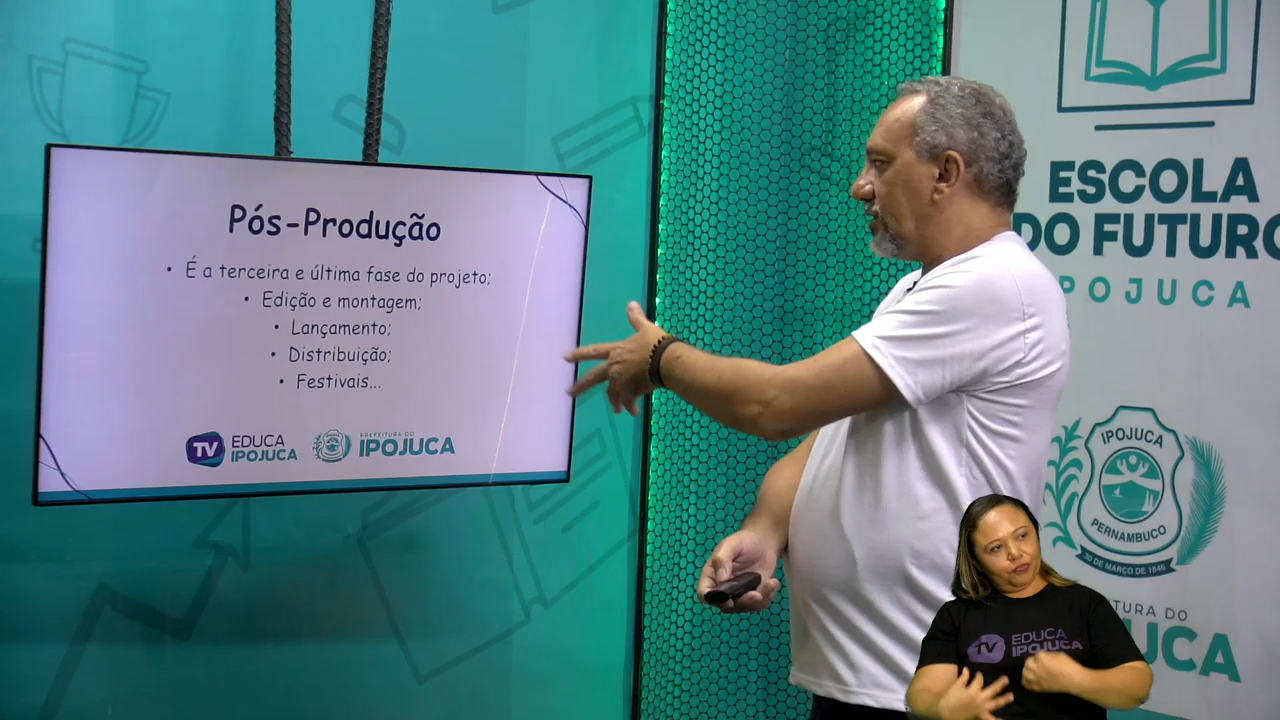 Pós-Produção
• É a terceira e última fase do projeto;
• Edição e montagem;
• Lançamento;
• Distribuição;
• Festivais...
TV EDUCA IPOJUCA
PREFEITURA DO
IPOJUCA
ESCOLA
DO FUTURO
IPOJUCA
IPOJUCA
PERNAMBUCO
30 DE MARÇO DE 1846
TURA DO
UCA
TV EDUCA
IPOJUCA